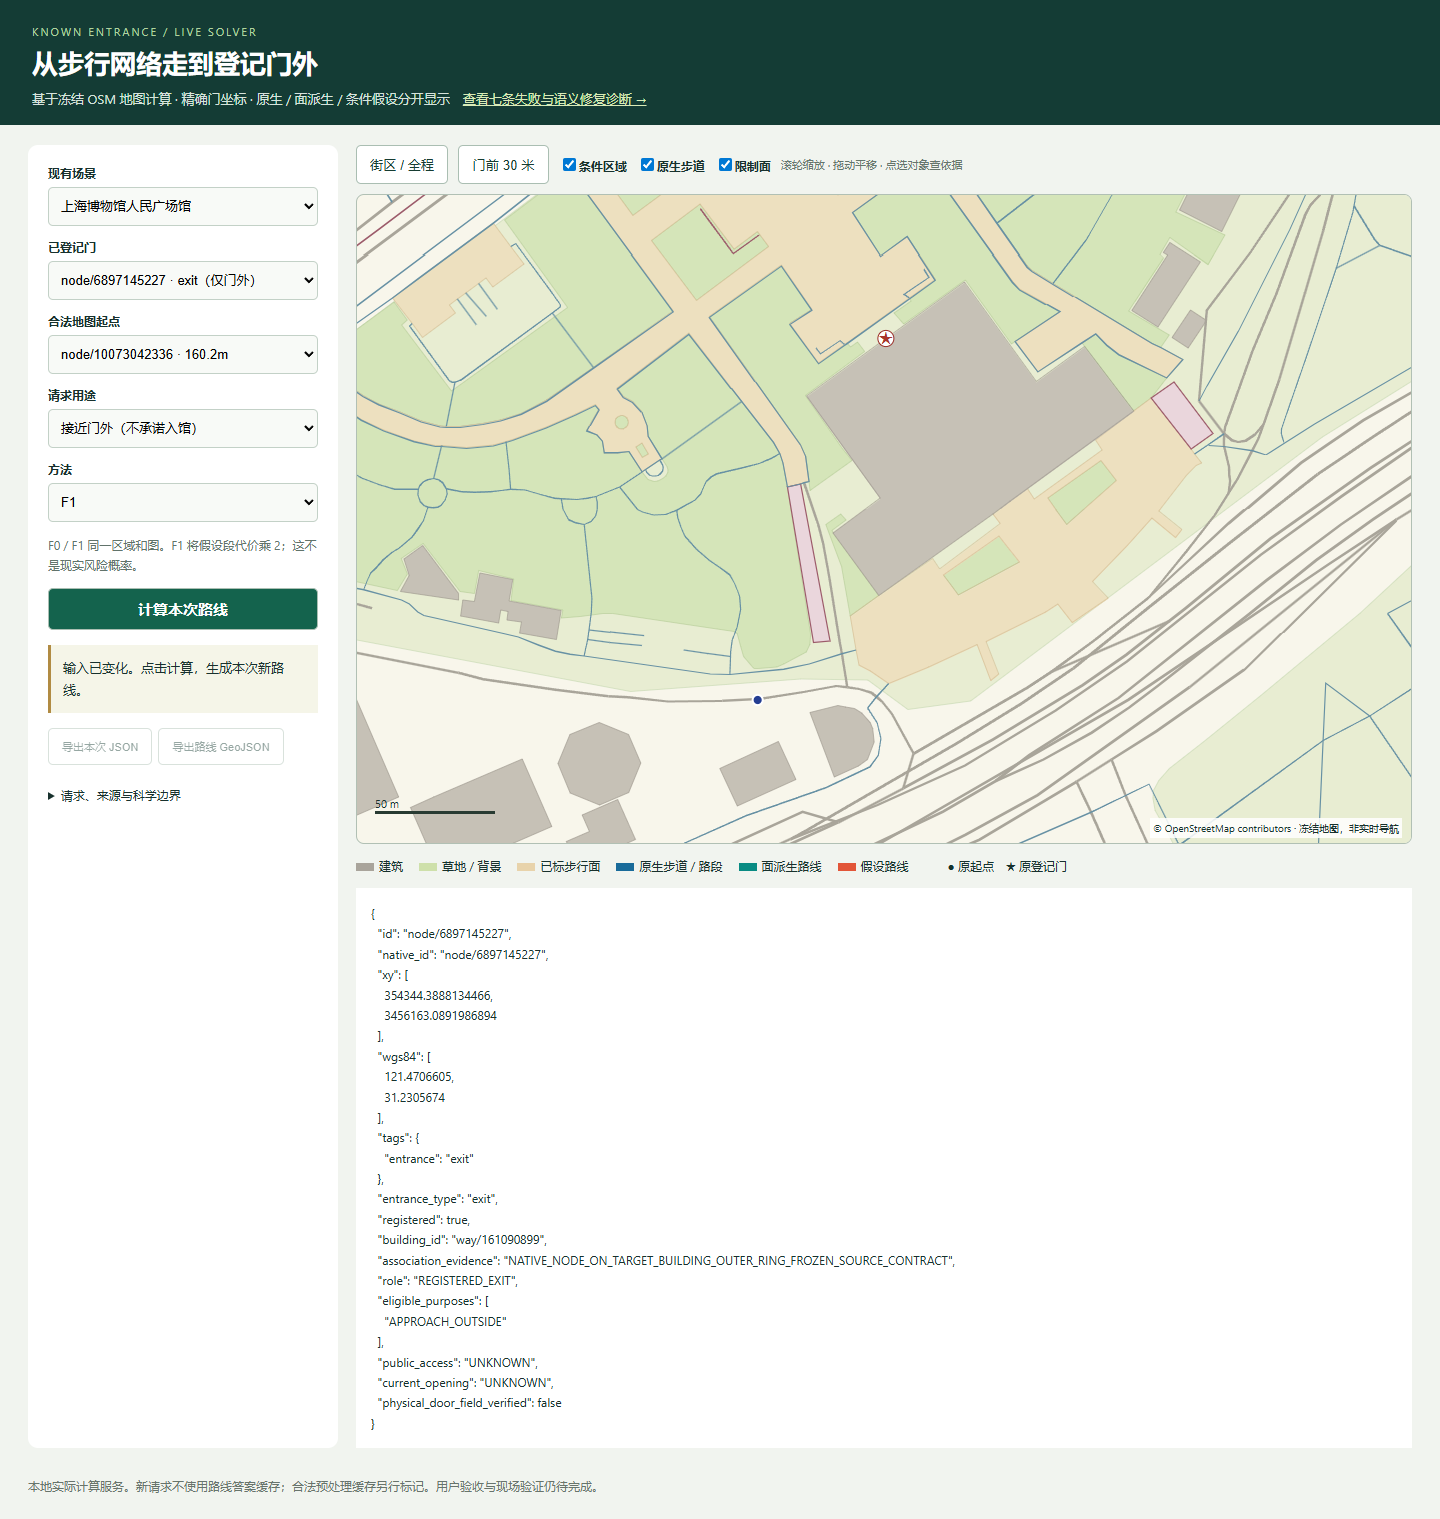 KNOWN ENTRANCE / LIVE SOLVER
从步行网络走到登记门外
基于冻结 OSM 地图计算 · 精确门坐标 · 原生 / 面派生 / 条件假设分开显示 查看七条失败与语义修复诊断 →
现有场景
上海博物馆人民广场馆
已登记门
node/6897145227 · exit（仅门外）
合法地图起点
node/10073042336 · 160.2m
请求用途
接近门外（不承诺入馆）
方法
F1
F0 / F1 同一区域和图。F1 将假设段代价乘 2；这不
是现实风险概率。
计算本次路线
输入已变化。点击计算，生成本次新路
线。
导出本次 JSON 导出路线 GeoJSON
▶ 请求、来源与科学边界
街区 / 全程 门前 30 米 条件区域 原生步道 限制面 滚轮缩放 · 拖动平移 · 点选对象查依据
50 m
© OpenStreetMap contributors · 冻结地图，非实时导航
建筑 草地 / 背景 已标步行面 原生步道 / 路段 面派生路线 假设路线 ● 原起点 ★ 原登记门
{
"id": "node/6897145227",
"native_id": "node/6897145227",
"xy": [
354344.3888134466,
3456163.0891986894
],
"wgs84": [
121.4706605,
31.2305674
],
"tags": {
"entrance": "exit"
},
"entrance_type": "exit",
"registered": true,
"building_id": "way/161090899",
"association_evidence": "NATIVE_NODE_ON_TARGET_BUILDING_OUTER_RING_FROZEN_SOURCE_CONTRACT",
"role": "REGISTERED_EXIT",
"eligible_purposes": [
"APPROACH_OUTSIDE"
],
"public_access": "UNKNOWN",
"current_opening": "UNKNOWN",
"physical_door_field_verified": false
}
本地实际计算服务。新请求不使用路线答案缓存；合法预处理缓存另行标记。用户验收与现场验证仍待完成。